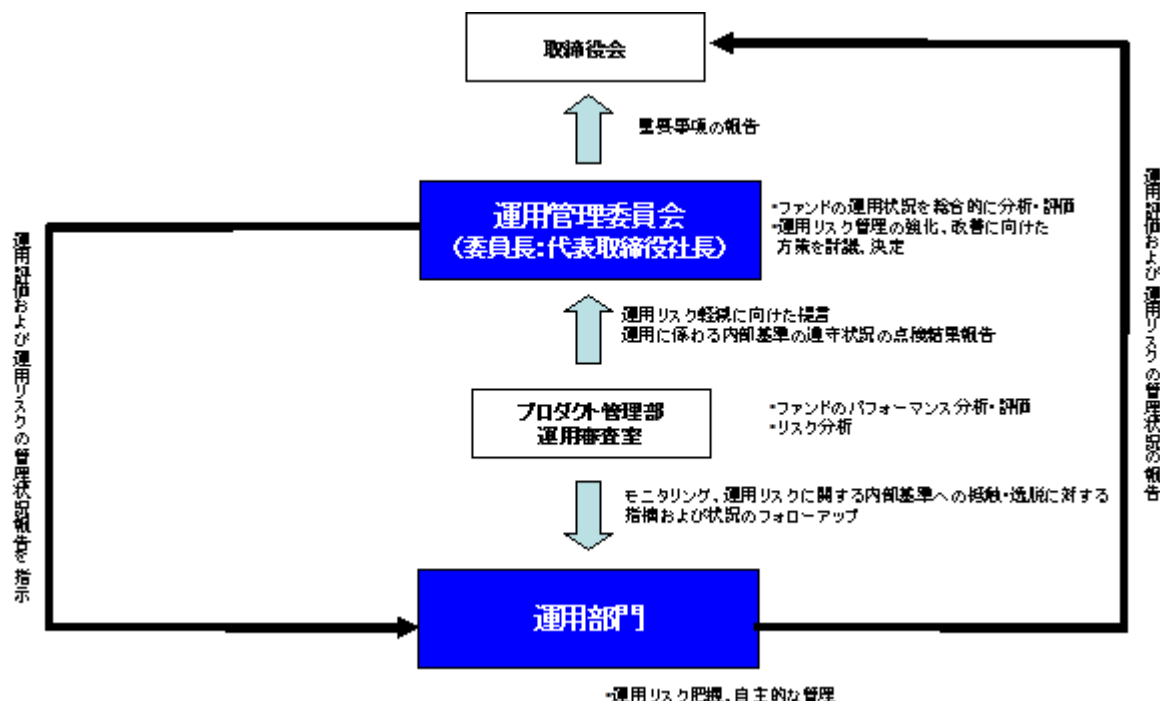 取締役会
重要事項の報告
運用管理委員会
（委員長：代表取締役社長）
・ファンドの運用状況を総合的に分析・評価
・運用リスク管理の強化、改善に向けた
方策を討議、決定
運用リスク軽減に向けた提言
運用に係わる内部基準の遵守状況の点検結果報告
プロダクト管理部
運用審査室
・ファンドのパフォーマンス分析・評価
・リスク分析
モニタリング、運用リスクに関する内部基準への抵触・逸脱に対する
指摘および状況のフォローアップ
運用部門
・運用リスク把握、自主的な管理
運用評価および運用リスクの管理状況報告を指示
運用評価および運用リスクの管理状況の報告